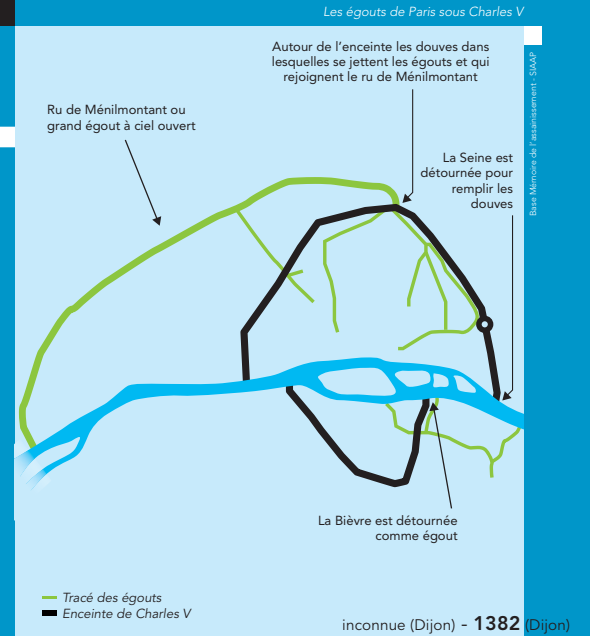 Les égouts de Paris sous Charles V
Autour de l'enceinte les douves dans
lesquelles se jettent les égouts et qui
rejoignent le ru de Ménilmontant
Ru de Ménilmontant ou
grand égout à ciel ouvert
La Seine est
détournée pour
remplir les
douves
Base Mémoire de l'assainissement - SIAAP
La Bièvre est détournée
comme égout
Tracé des égouts
Enceinte de Charles V
inconnue (Dijon) - 1382 (Dijon)